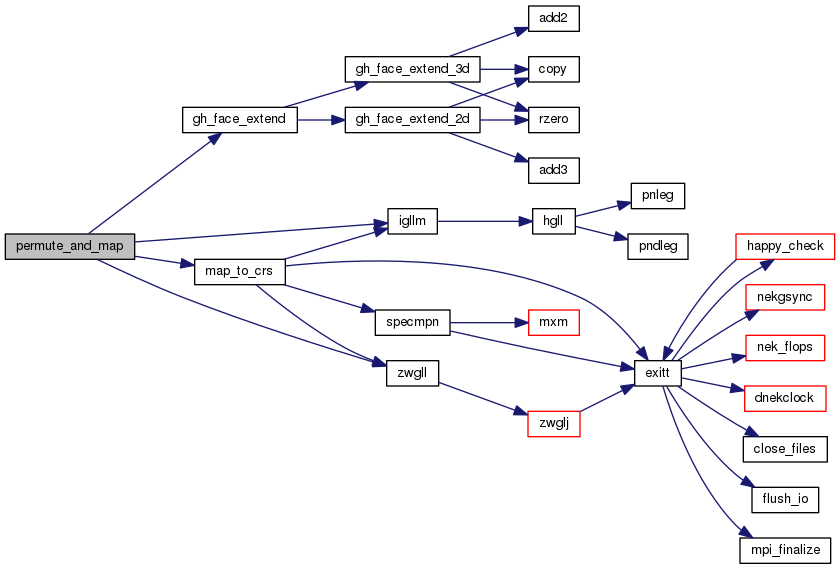 add2
gh_face_extend_3d
copy
gh_face_extend
gh_face_extend_2d
rzero
add3
pnleg
igllm
hgll
permute_and_map
pndleg
happy_check
map_to_crs
nekgsync
specmpn
mxm
nek_flops
zwgll
exitt
dnekclock
zwglj
close_files
flush_io
mpi_finalize